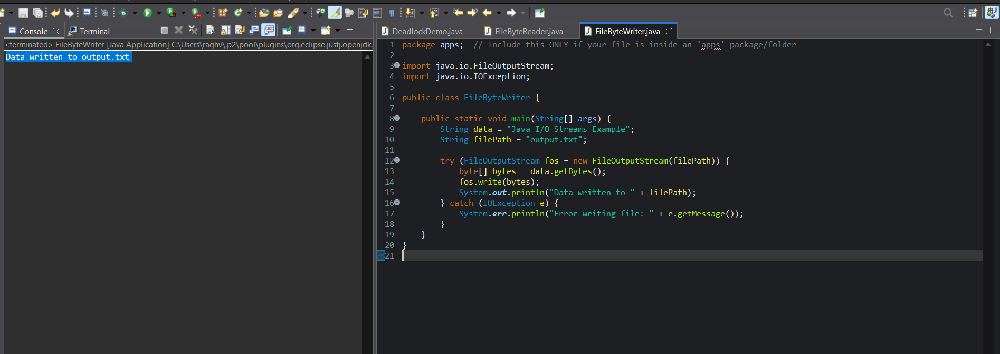 Console
Terminal
<terminated> FileByteWriter [Java Application] C:\Users\raghv\.p2\pool\plugins\org.eclipse.justj.openjdk.
Data written to output.txt
DeadlockDemo.java
FileByteReader.java
FileByteWriter.java
1 package apps;  // Include this ONLY if your file is inside an 'apps' package/folder
2
3 import java.io.FileOutputStream;
4 import java.io.IOException;
5
6 public class FileByteWriter {
7
8     public static void main(String[] args) {
9         String data = "Java I/O Streams Example";
10         String filePath = "output.txt";
11
12         try (FileOutputStream fos = new FileOutputStream(filePath)) {
13             byte[] bytes = data.getBytes();
14             fos.write(bytes);
15             System.out.println("Data written to " + filePath);
16         } catch (IOException e) {
17             System.err.println("Error writing file: " + e.getMessage());
18         }
19     }
20 }
21